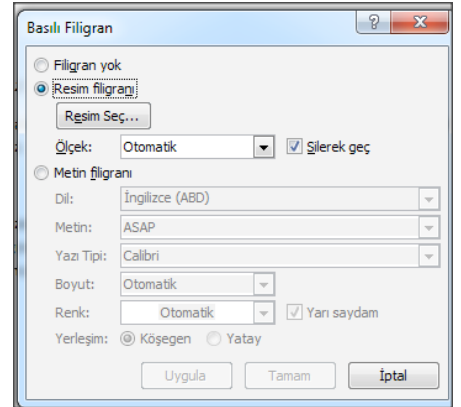 Basılı Filigran
Filigran yok
Resim filigranı
Resim Seç...
Ölçek: Otomatik Silerek geç
Metin filigranı
Dil: İngilizce (ABD)
Metin: ASAP
Yazı Tipi: Calibri
Boyut: Otomatik
Renk: Otomatik Yarı saydam
Yerleşim: Köşegen Yatay
Uygula Tamam İptal